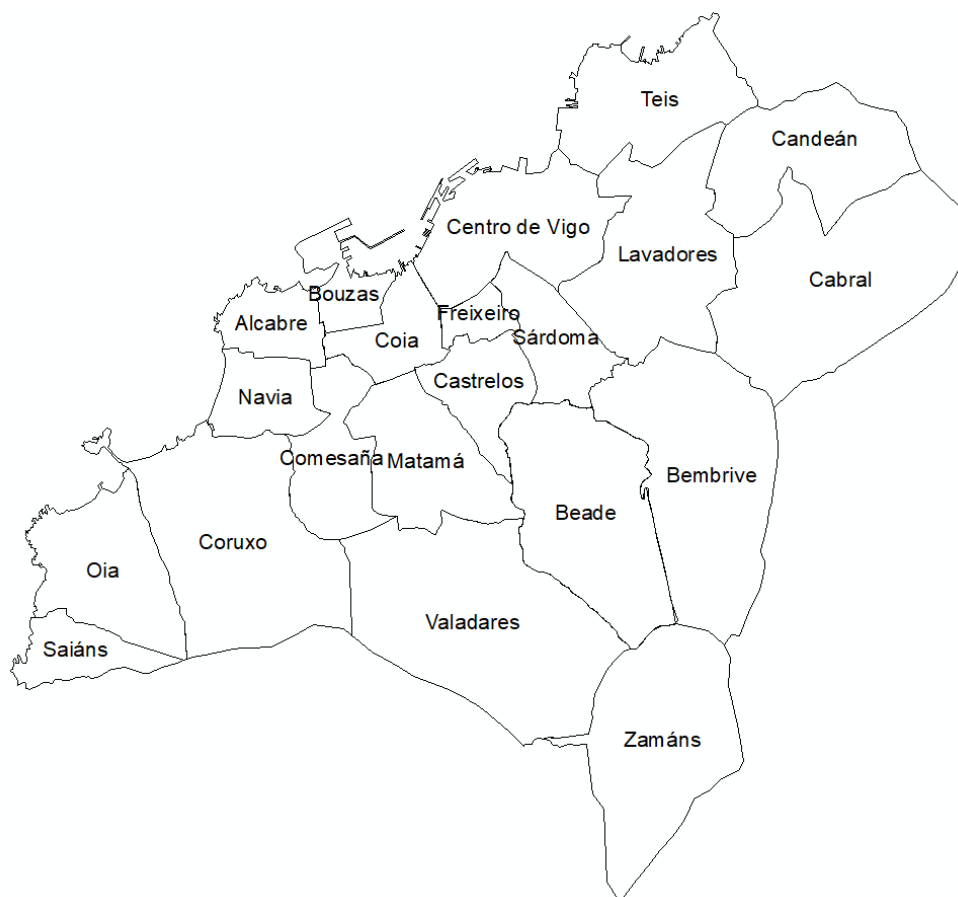 Teis
Candeán
Centro de Vigo
Lavadores
Cabral
Bouzas
Alcabre
Freixeiro
Coia
Sárdoma
Castrelos
Navia
Comesaña
Matamá
Bembrive
Beade
Coruxo
Oia
Valadares
Saiáns
Zamáns